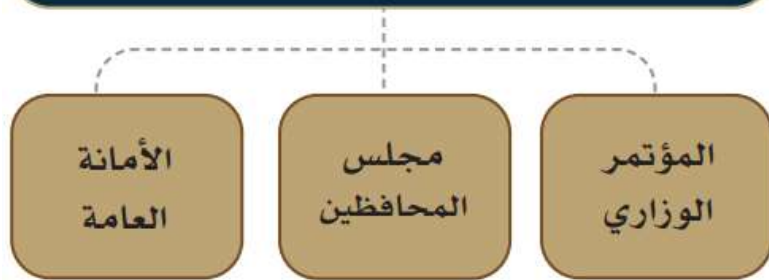 المؤتمر
الوزاري
مجلس
المحافظين
الأمانة
العامة